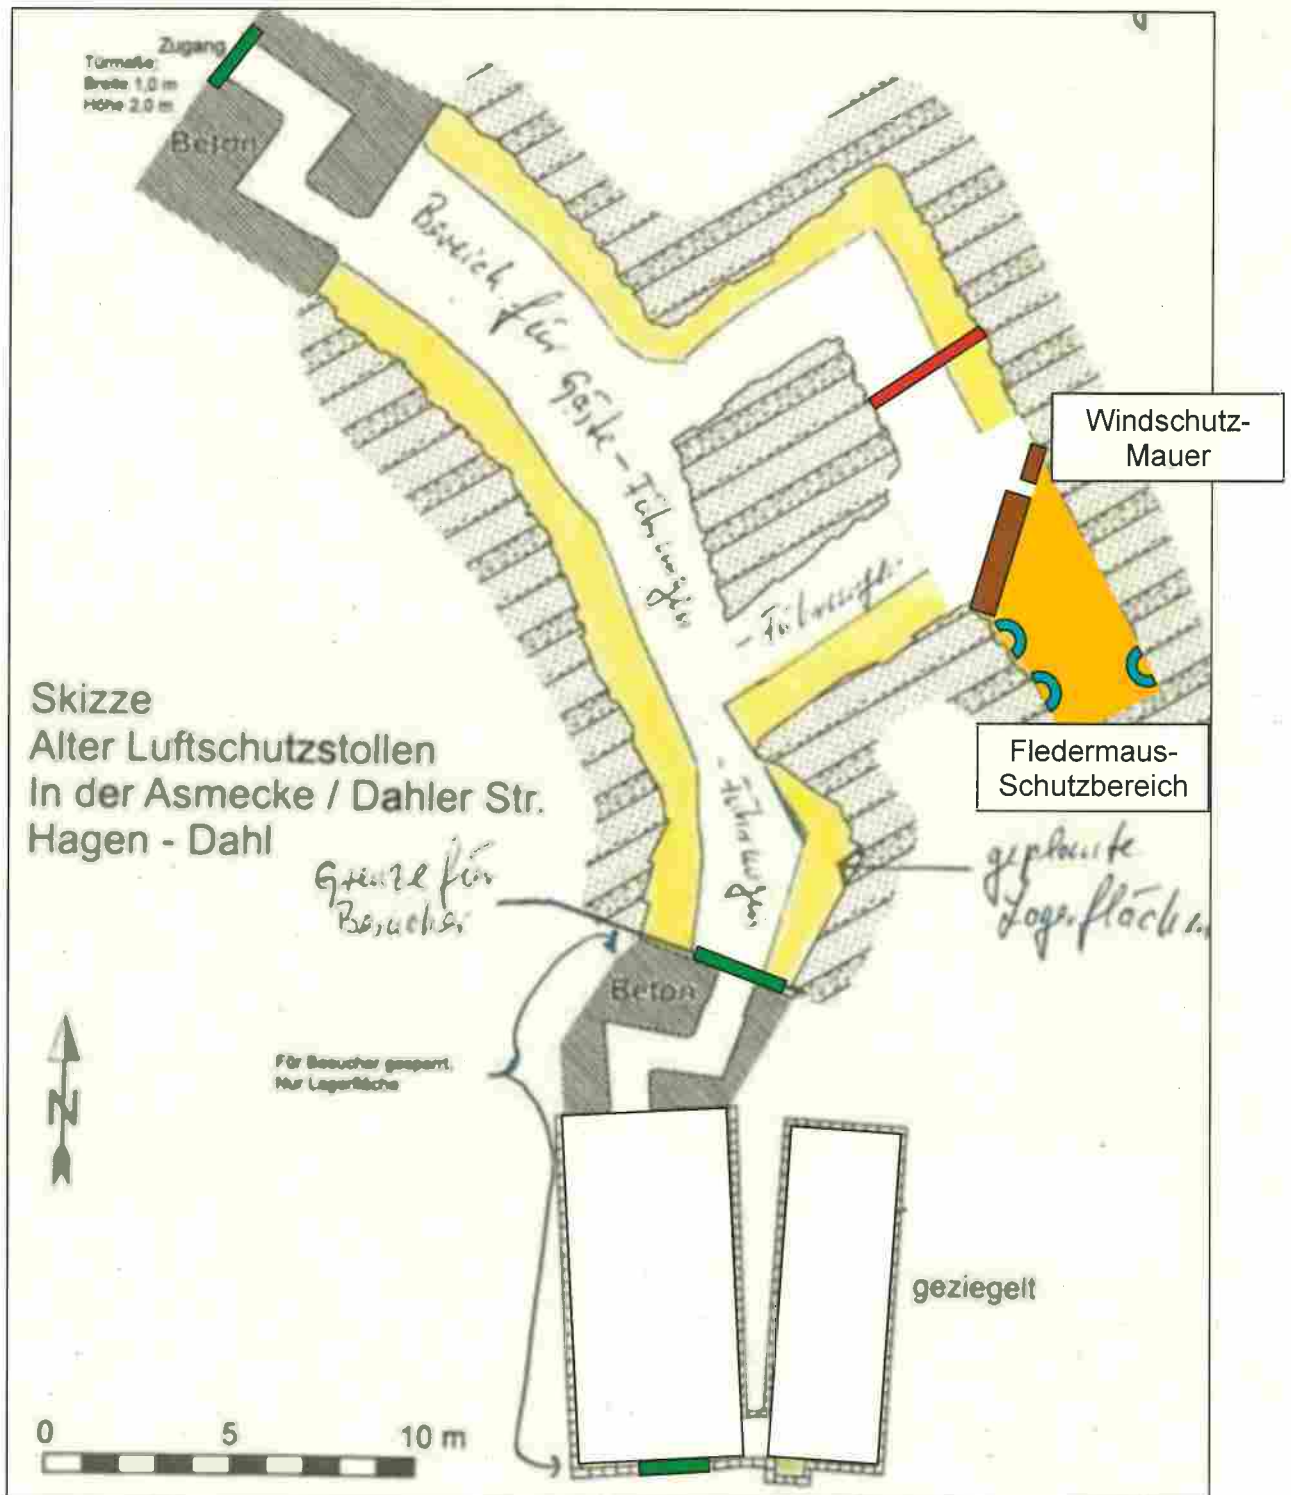 Zugang
Türmaße:
Breite 1,0 m
Höhe 2,0 m
Beton
Bereich für Gäste-Führungen
Windschutz-
Mauer
-Führungen
Fledermaus-
Schutzbereich
Skizze
Alter Luftschutzstollen
In der Asmecke / Dahler Str.
Hagen - Dahl
-Führungen
Grenze für
Besucher
geplante
Lagerflächen
Beton
Für Besucher gesperrt.
Nur Lagerfläche
N
geziegelt
0 5 10 m